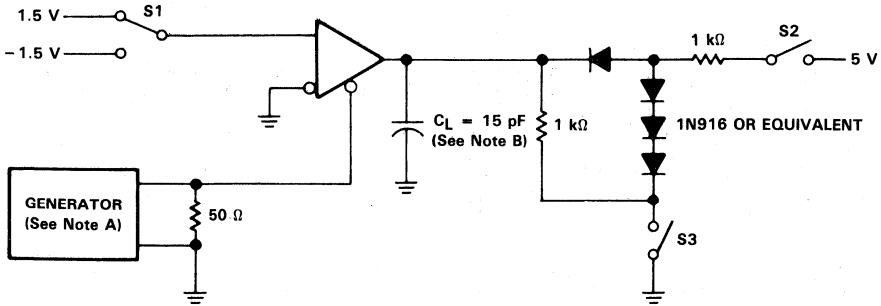 1.5 V
S1
−1.5 V
1 kΩ
S2
5 V
CL = 15 pF
(See Note B)
1 kΩ
1N916 OR EQUIVALENT
GENERATOR
(See Note A)
50 Ω
S3